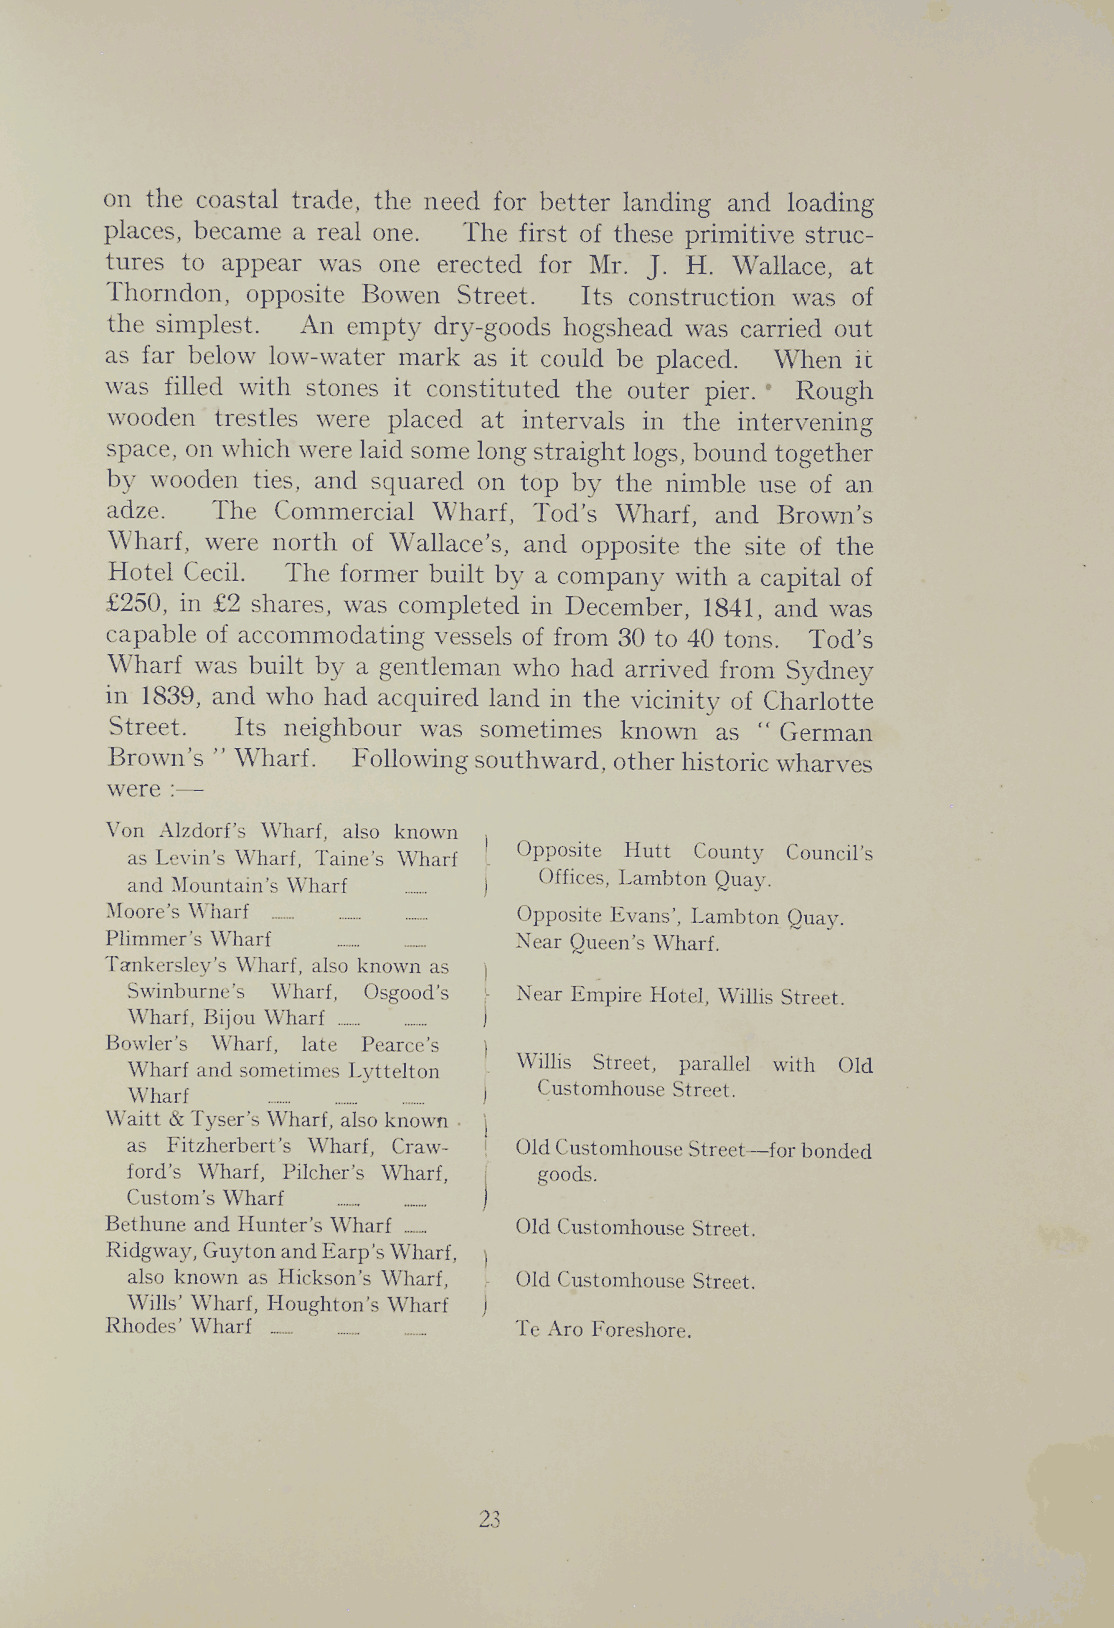 on the coastal trade, the need for better landing and loading
places, became a real one. The first of these primitive struc-
tures to appear was one erected for Mr. J. H. Wallace, at
Thorndon, opposite Bowen Street. Its construction was of
the simplest. An empty dry-goods hogshead was carried out
as far below low-water mark as it could be placed. When it
was filled with stones it constituted the outer pier. Rough
wooden trestles were placed at intervals in the intervening
space, on which were laid some long straight logs, bound together
by wooden ties, and squared on top by the nimble use of an
adze. The Commercial Wharf, Tod's Wharf, and Brown's
Wharf, were north of Wallace's, and opposite the site of the
Hotel Cecil. The former built by a company with a capital of
£250, in £2 shares, was completed in December, 1841, and was
capable of accommodating vessels of from 30 to 40 tons. Tod's
Wharf was built by a gentleman who had arrived from Sydney
in 1839, and who had acquired land in the vicinity of Charlotte
Street. Its neighbour was sometimes known as “ German
Brown's ” Wharf. Following southward, other historic wharves
were :—
Von Alzdorf's Wharf, also known
as Levin's Wharf, Taine's Wharf
and Mountain's Wharf ......
Opposite Hutt County Council's
Offices, Lambton Quay.
Moore's Wharf ...... ...... ...... Opposite Evans', Lambton Quay.
Plimmer's Wharf ...... ...... Near Queen's Wharf.
Tankersley's Wharf, also known as
Swinburne's Wharf, Osgood's
Wharf, Bijou Wharf ...... ......
Near Empire Hotel, Willis Street.
Bowler's Wharf, late Pearce's
Wharf and sometimes Lyttelton
Wharf ...... ...... ......
Willis Street, parallel with Old
Customhouse Street.
Waitt & Tyser's Wharf, also known
as Fitzherbert's Wharf, Craw-
ford's Wharf, Pilcher's Wharf,
Custom's Wharf ...... ......
Old Customhouse Street—for bonded
goods.
Bethune and Hunter's Wharf ...... Old Customhouse Street.
Ridgway, Guyton and Earp's Wharf,
also known as Hickson's Wharf,
Wills' Wharf, Houghton's Wharf
Old Customhouse Street.
Rhodes' Wharf ...... ...... ...... Te Aro Foreshore.
23